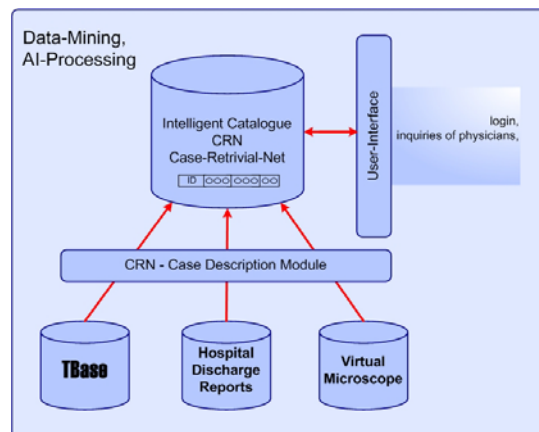 Data-Mining,
AI-Processing
Intelligent Catalogue
CRN
Case-Retrivial-Net
ID
User-Interface
login,
inquiries of physicians,
CRN - Case Description Module
TBase
Hospital
Discharge
Reports
Virtual
Microscope